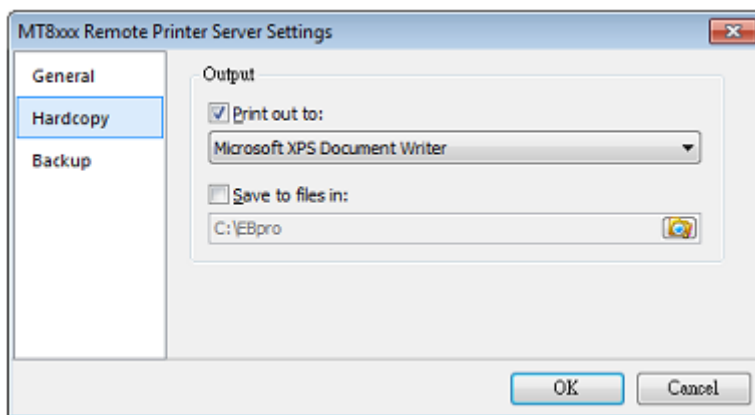 MT8xxx Remote Printer Server Settings
General
Hardcopy
Backup
Output
Print out to:
Microsoft XPS Document Writer
Save to files in:
C:\EBpro
OK
Cancel